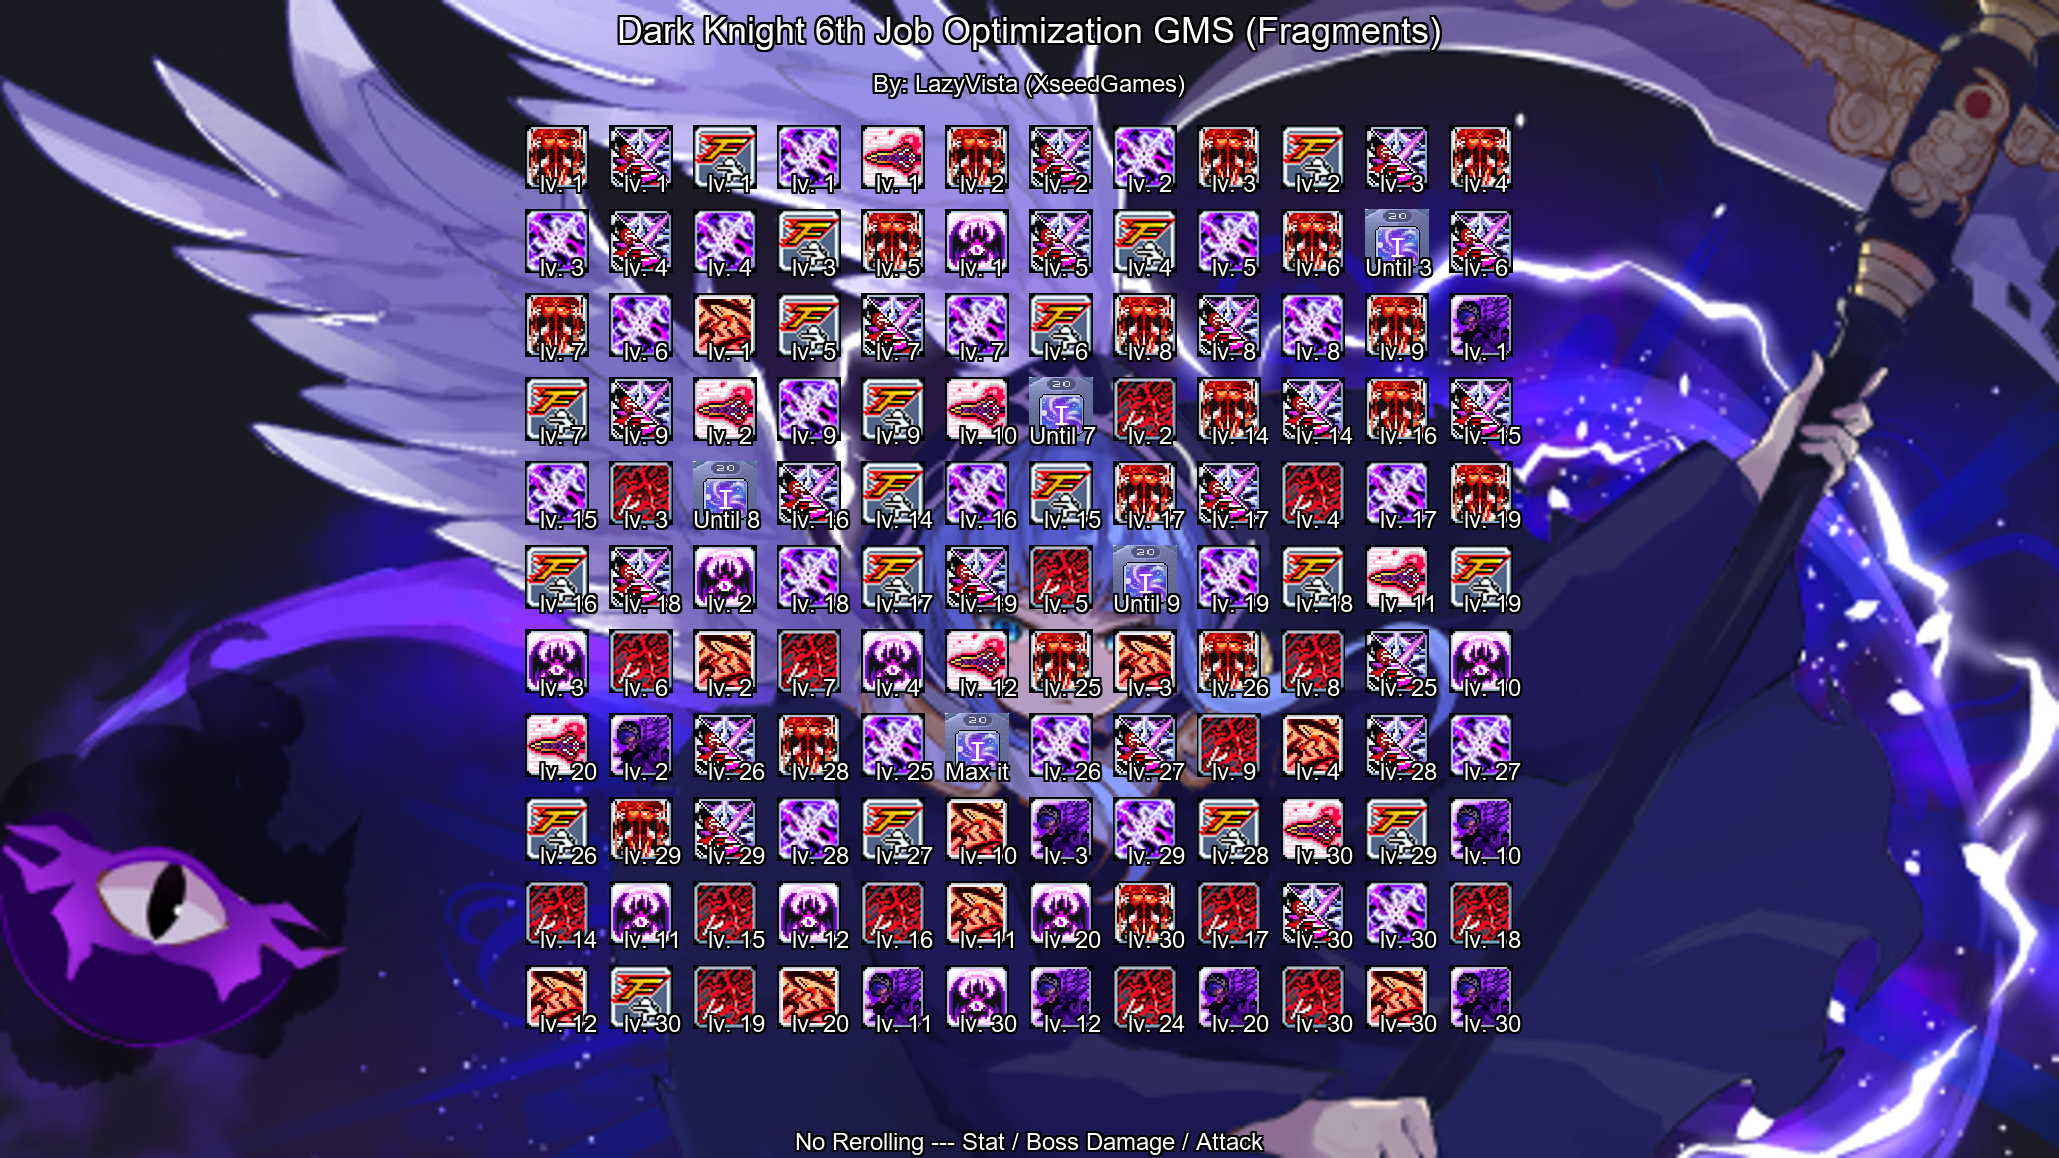 Dark Knight 6th Job Optimization GMS (Fragments)
By: LazyVista (XseedGames)
lv. 1 lv. 1 lv. 1 lv. 1 lv. 1 lv. 2 lv. 2 lv. 2 lv. 3 lv. 2 lv. 3 lv. 4
20
lv. 3 lv. 4 lv. 4 lv. 3 lv. 5 lv. 1 lv. 5 lv. 4 lv. 5 lv. 6 Until 3 lv. 6
lv. 7 lv. 6 lv. 1 lv. 5 lv. 7 lv. 7 lv. 6 lv. 8 lv. 8 lv. 8 lv. 9 lv. 1
20
lv. 7 lv. 9 lv. 2 lv. 9 lv. 9 lv. 10 Until 7 lv. 2 lv. 14 lv. 14 lv. 16 lv. 15
20
lv. 15 lv. 3 Until 8 lv. 16 lv. 14 lv. 16 lv. 15 lv. 17 lv. 17 lv. 4 lv. 17 lv. 19
20
lv. 16 lv. 18 lv. 2 lv. 18 lv. 17 lv. 19 lv. 5 Until 9 lv. 19 lv. 18 lv. 11 lv. 19
lv. 3 lv. 6 lv. 2 lv. 7 lv. 4 lv. 12 lv. 25 lv. 3 lv. 26 lv. 8 lv. 25 lv. 10
20
lv. 20 lv. 2 lv. 26 lv. 28 lv. 25 Max it lv. 26 lv. 27 lv. 9 lv. 4 lv. 28 lv. 27
lv. 26 lv. 29 lv. 29 lv. 28 lv. 27 lv. 10 lv. 3 lv. 29 lv. 28 lv. 30 lv. 29 lv. 10
lv. 14 lv. 11 lv. 15 lv. 12 lv. 16 lv. 11 lv. 20 lv. 30 lv. 17 lv. 30 lv. 30 lv. 18
lv. 12 lv. 30 lv. 19 lv. 20 lv. 11 lv. 30 lv. 12 lv. 24 lv. 20 lv. 30 lv. 30 lv. 30
No Rerolling --- Stat / Boss Damage / Attack